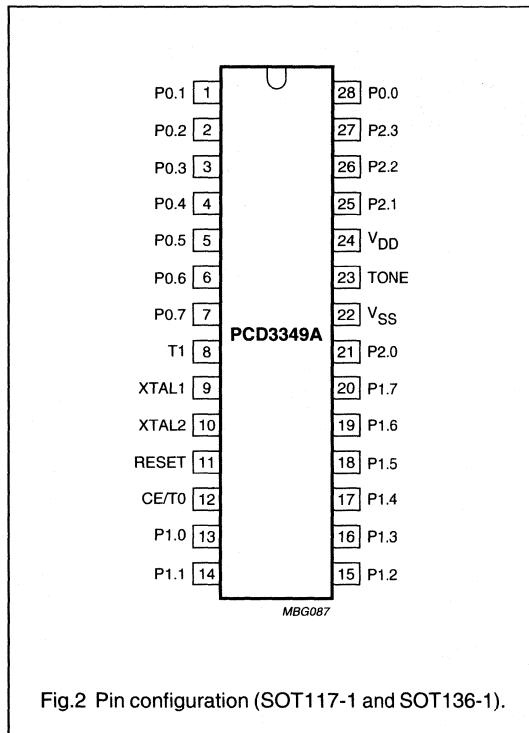 P0.1 1 28 P0.0
P0.2 2 27 P2.3
P0.3 3 26 P2.2
P0.4 4 25 P2.1
P0.5 5 24 VDD
P0.6 6 23 TONE
P0.7 7 22 VSS
PCD3349A
T1 8 21 P2.0
XTAL1 9 20 P1.7
XTAL2 10 19 P1.6
RESET 11 18 P1.5
CE/T0 12 17 P1.4
P1.0 13 16 P1.3
P1.1 14 15 P1.2
MBG087
Fig.2 Pin configuration (SOT117-1 and SOT136-1).